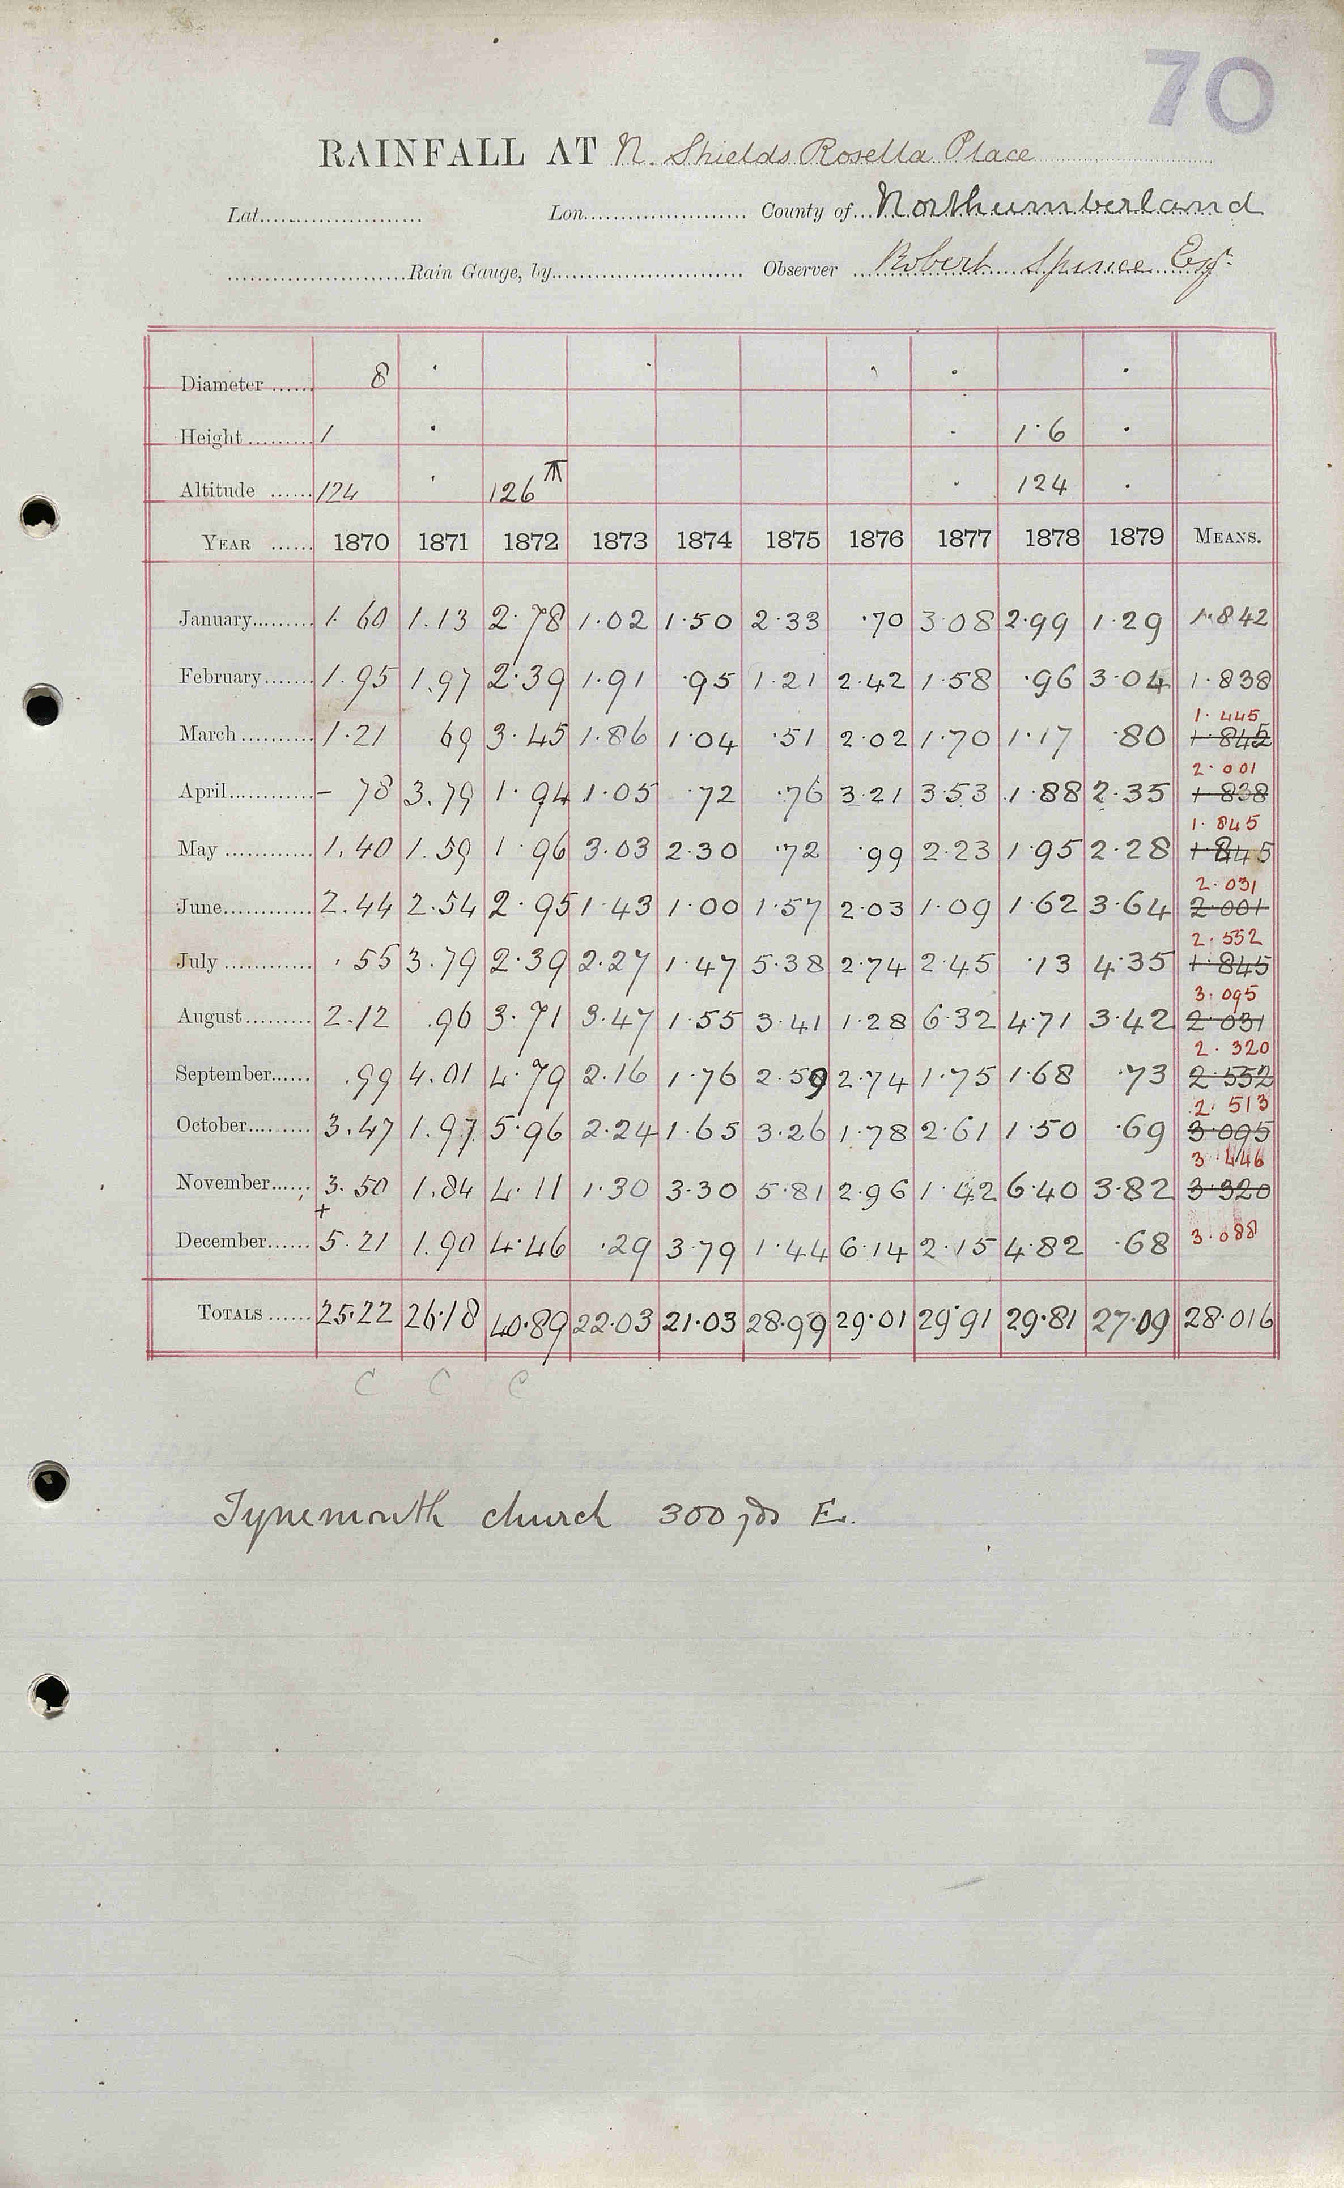 70
RAINFALL AT N. Shields Rosella Place
Lat. Lon. County of Northumberland
Rain Gauge, by Observer Robert Spence Esq.
Diameter 8
Height 1 1·6
Altitude 124 126 π 124
YEAR 1870 1871 1872 1873 1874 1875 1876 1877 1878 1879 MEANS.
January 1·60 1.13 2·78 1·02 1·50 2·33 ·70 3·08 2·99 1·29 1·842
February 1.95 1.97 2·39 1·91 ·95 1·21 2·42 1·58 ·96 3·04 1·838
1·445
March 1·21 69 3·45 1·86 1·04 ·51 2·02 1·70 1·17 ·80 1·842
2·001
April - 78 3.79 1·94 1·05 ·72 ·76 3·21 3·53 1·88 2·35 1·838
1·845
May 1.40 1.59 1·96 3·03 2·30 ·72 ·99 2·23 1·95 2·28 1·445
2·031
June 2.44 2.54 2·95 1·43 1·00 1·57 2·03 1·09 1·62 3·64 2·001
2·552
July ·55 3.79 2·39 2·27 1·47 5·38 2·74 2·45 ·13 4·35 1·845
3·095
August 2.12 .96 3·71 3·47 1·55 3·41 1·28 6·32 4·71 3·42 2·031
2·320
September .99 4.01 4·79 2·16 1·76 2·59 2·74 1·75 1·68 ·73 2·552
2·513
October 3.47 1.97 5·96 2·24 1·65 3·26 1·78 2·61 1·50 ·69 3·095
3·446
November 3.50 1.84 4·11 1·30 3·30 5·81 2·96 1·42 6·40 3·82 3·320
+
December 5.21 1.90 4·46 ·29 3·79 1·44 6·14 2·15 4·82 ·68 3·088
TOTALS 25·22 26·18 40·89 22·03 21·03 28·99 29·01 29·91 29·81 27·09 28·016
C C C
Tynemouth church 300 yds E.